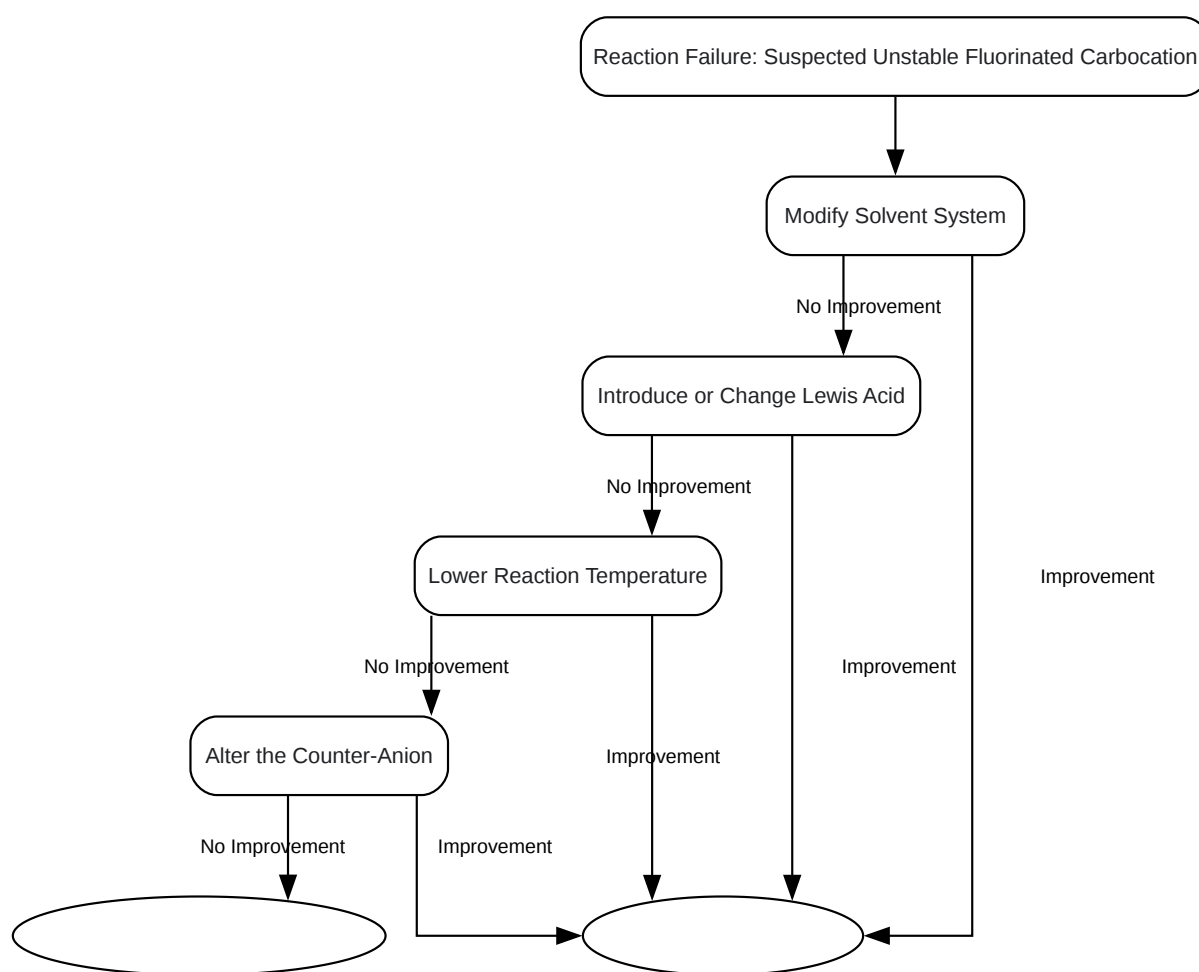 Reaction Failure: Suspected Unstable Fluorinated Carbocation
Modify Solvent System
No Improvement
Introduce or Change Lewis Acid
No Improvement
Lower Reaction Temperature
Improvement
No Improvement
Improvement
Alter the Counter-Anion
Improvement
No Improvement
Improvement